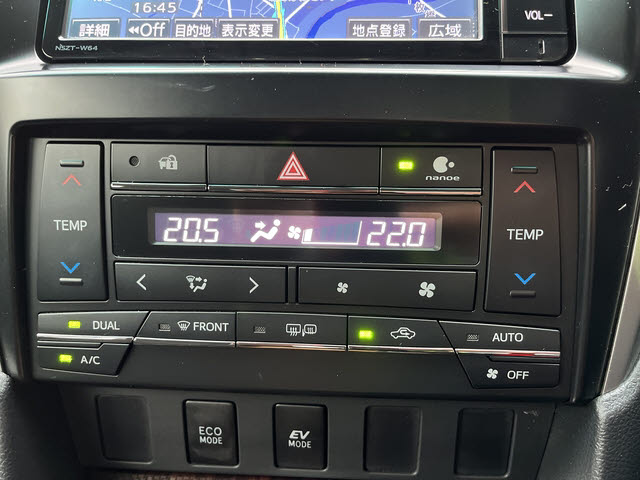 16:45
詳細 ◀◀Off 目的地 表示変更 地点登録 広域
VOL−
NSZT-W64
nanoe
TEMP
20.5 22.0
TEMP
DUAL FRONT AUTO
A/C OFF
ECO MODE
EV MODE